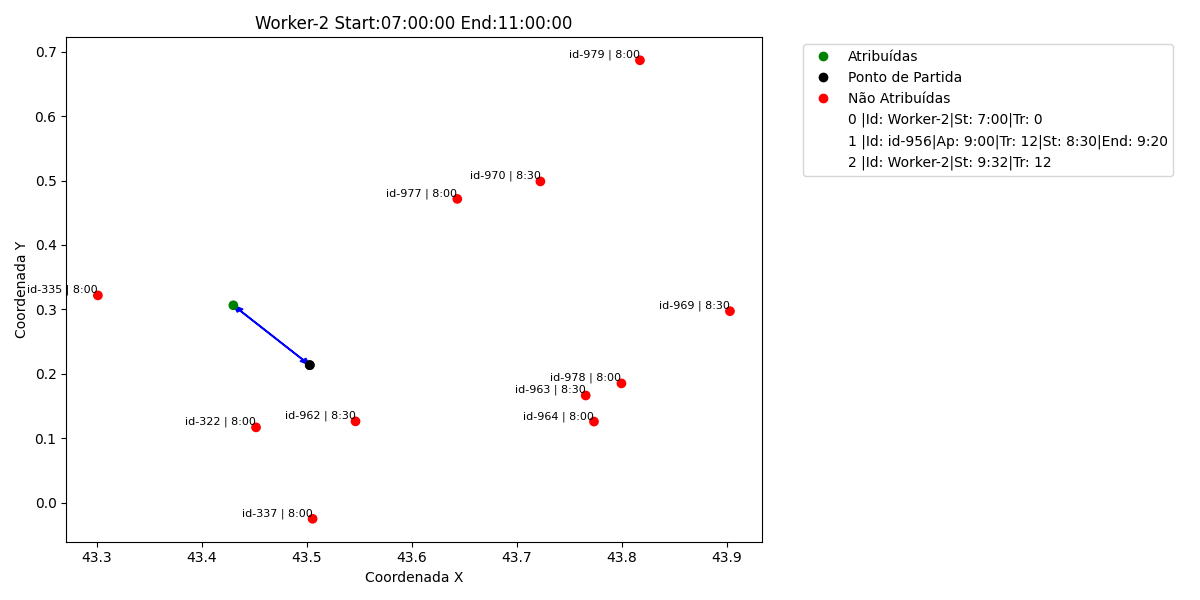 Worker-2 Start:07:00:00 End:11:00:00
Atribuídas
Ponto de Partida
Não Atribuídas
0 |Id: Worker-2|St: 7:00|Tr: 0
1 |Id: id-956|Ap: 9:00|Tr: 12|St: 8:30|End: 9:20
2 |Id: Worker-2|St: 9:32|Tr: 12
Coordenada Y
0.7
0.6
0.5
0.4
0.3
0.2
0.1
0.0
id-979 | 8:00
id-970 | 8:30
id-977 | 8:00
id-335 | 8:00
id-969 | 8:30
id-978 | 8:00
id-963 | 8:30
id-964 | 8:00
id-962 | 8:30
id-322 | 8:00
id-337 | 8:00
43.3 43.4 43.5 43.6 43.7 43.8 43.9
Coordenada X